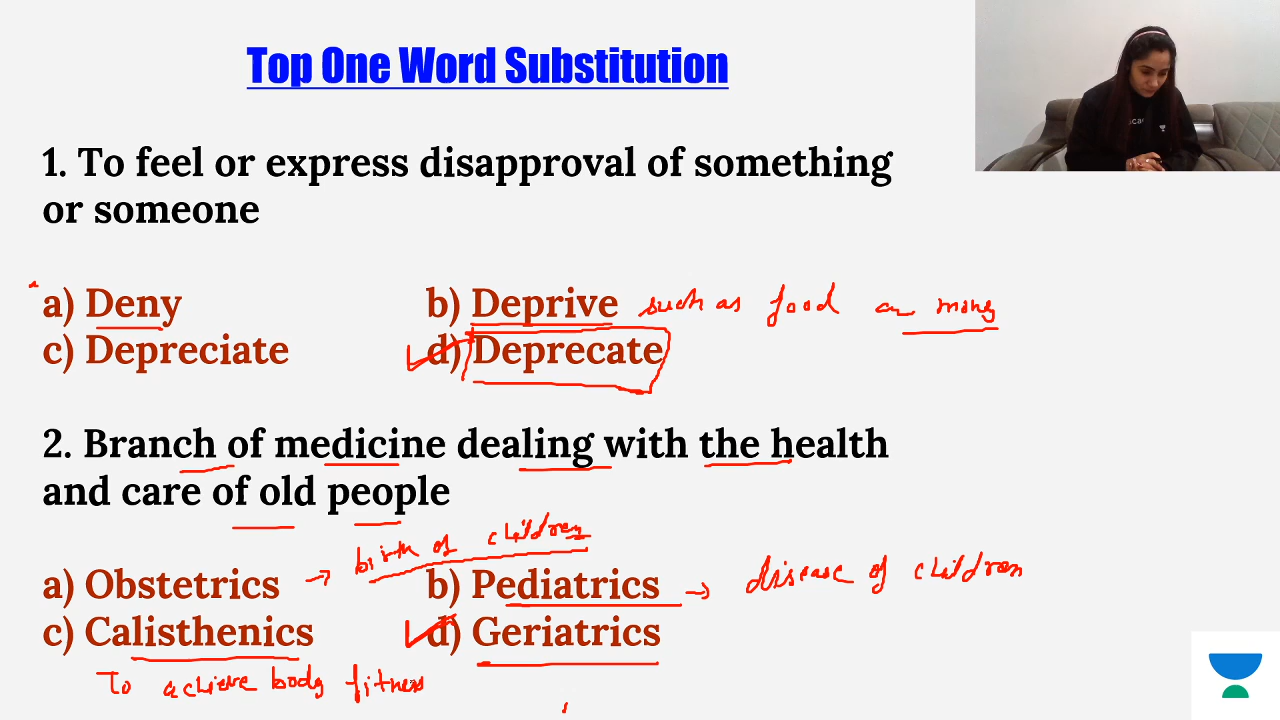 Top One Word Substitution
1. To feel or express disapproval of something
or someone
a) Deny b) Deprive such as food or money
c) Depreciate d) Deprecate
2. Branch of medicine dealing with the health
and care of old people
birth of children
a) Obstetrics → b) Pediatrics → disease of children
c) Calisthenics d) Geriatrics
To achieve body fitness